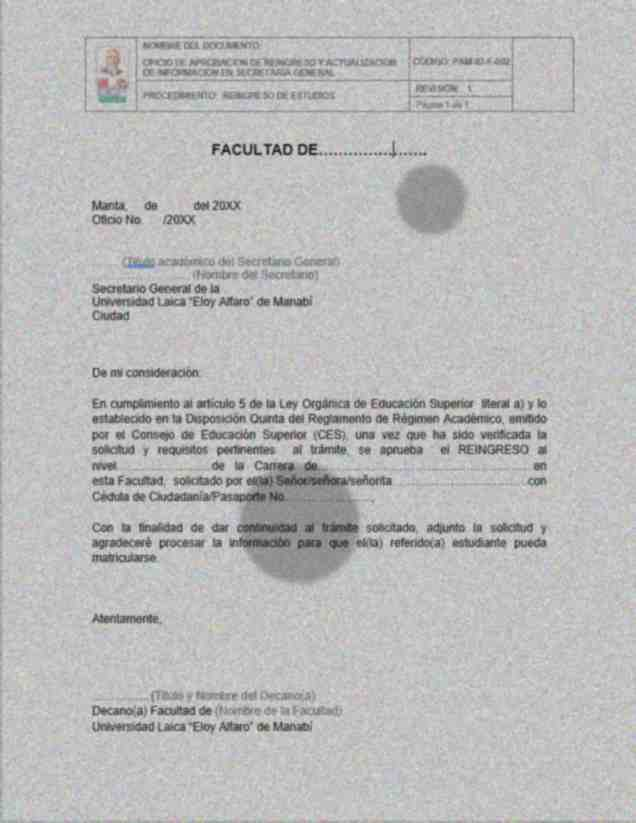 NOMBRE DEL DOCUMENTO:
OFICIO DE APROBACIÓN DE REINGRESO Y ACTUALIZACIÓN DE INFORMACIÓN EN SECRETARÍA GENERAL
CÓDIGO: PAM-03-F-002
PROCEDIMIENTO: REINGRESO DE ESTUDIOS
REVISIÓN: 1
Página 1 de 1
FACULTAD DE......................
Manta, de del 20XX
Oficio No. /20XX
(Título académico del Secretario General)
(Nombre del Secretario)
Secretario General de la
Universidad Laica "Eloy Alfaro" de Manabí
Ciudad
De mi consideración:
En cumplimiento al artículo 5 de la Ley Orgánica de Educación Superior literal a) y lo
establecido en la Disposición Quinta del Reglamento de Régimen Académico, emitido
por el Consejo de Educación Superior (CES), una vez que ha sido verificada la
solicitud y requisitos pertinentes al trámite, se aprueba el REINGRESO al
nivel............................ de la Carrera de............................................................ en
esta Facultad, solicitado por el(la) Señor/señora/señorita.....................................con
Cédula de Ciudadanía/Pasaporte No.........................,
Con la finalidad de dar continuidad al trámite solicitado, adjunto la solicitud y
agradeceré procesar la información para que el(la) referido(a) estudiante pueda
matricularse.
Atentamente,
................(Título y Nombre del Decano(a)
Decano(a) Facultad de (Nombre de la Facultad)
Universidad Laica "Eloy Alfaro" de Manabí